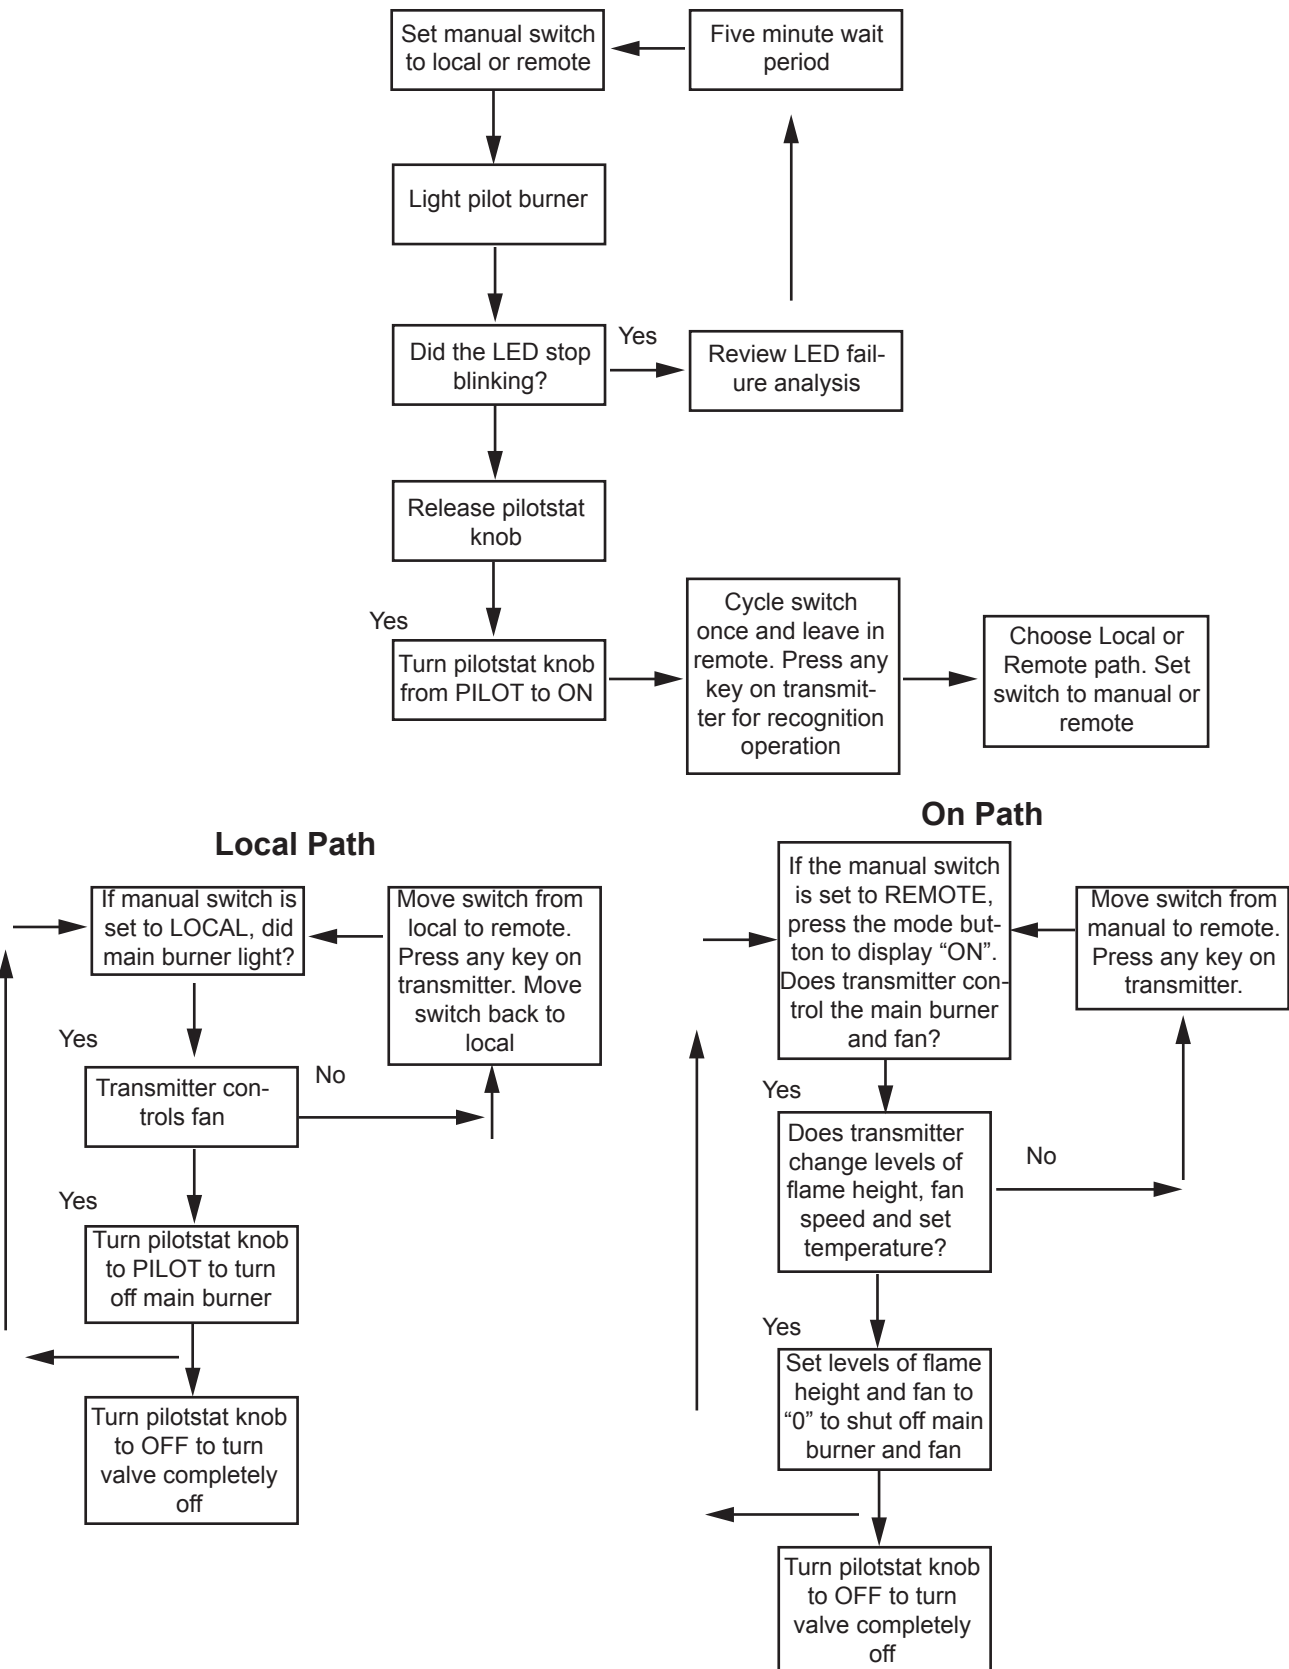 Set manual switch
to local or remote
Five minute wait
period
Light pilot burner
Did the LED stop
blinking?
Yes
Review LED fail-
ure analysis
Release pilotstat
knob
Yes
Turn pilotstat knob
from PILOT to ON
Cycle switch
once and leave in
remote. Press any
key on transmit-
ter for recognition
operation
Choose Local or
Remote path. Set
switch to manual or
remote
Local Path
If manual switch is
set to LOCAL, did
main burner light?
Move switch from
local to remote.
Press any key on
transmitter. Move
switch back to
local
Yes
Transmitter con-
trols fan
No
Yes
Turn pilotstat knob
to PILOT to turn
off main burner
Turn pilotstat knob
to OFF to turn
valve completely
off
On Path
If the manual switch
is set to REMOTE,
press the mode but-
ton to display “ON”.
Does transmitter con-
trol the main burner
and fan?
Move switch from
manual to remote.
Press any key on
transmitter.
Yes
Does transmitter
change levels of
flame height, fan
speed and set
temperature?
No
Yes
Set levels of flame
height and fan to
“0” to shut off main
burner and fan
Turn pilotstat knob
to OFF to turn
valve completely
off